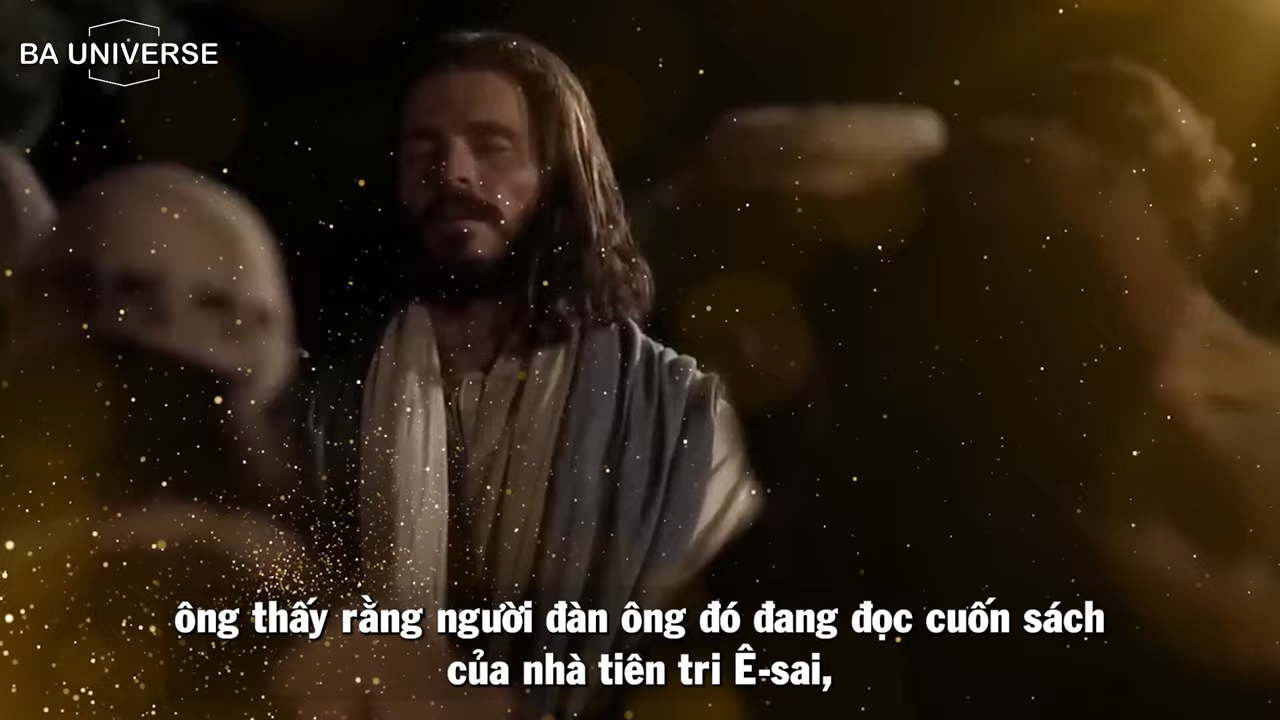 BA UNIVERSE
ông thấy rằng người đàn ông đó đang đọc cuốn sách
của nhà tiên tri Ê-sai,